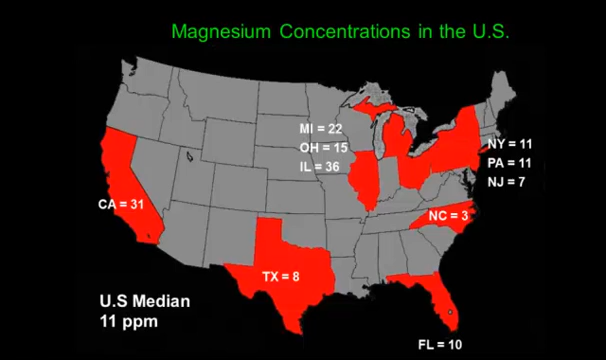 Magnesium Concentrations in the U.S.
MI = 22
OH = 15
IL = 36
NY = 11
PA = 11
NJ = 7
CA = 31
NC = 3
TX = 8
U.S Median
11 ppm
FL = 10